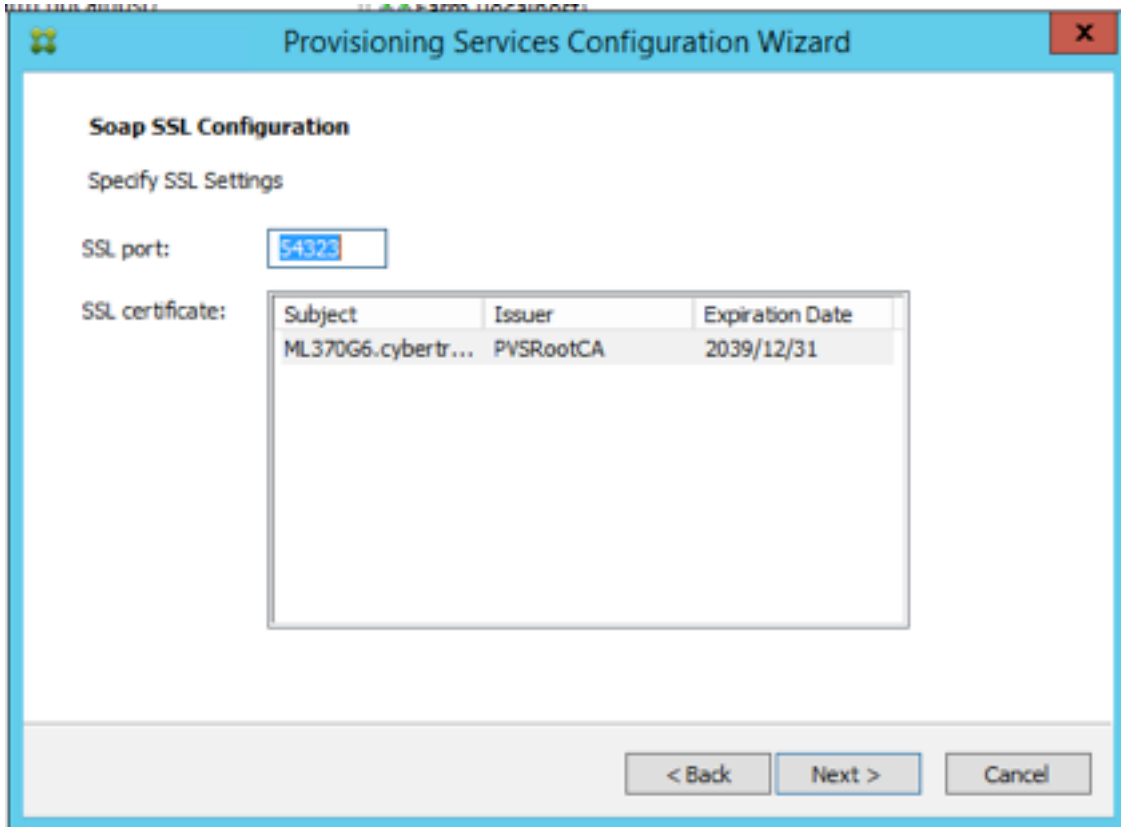 Provisioning Services Configuration Wizard
Soap SSL Configuration
Specify SSL Settings
SSL port: 54323
SSL certificate:
Subject Issuer Expiration Date
ML370G6.cybertr... PVSRootCA 2039/12/31
< Back Next > Cancel